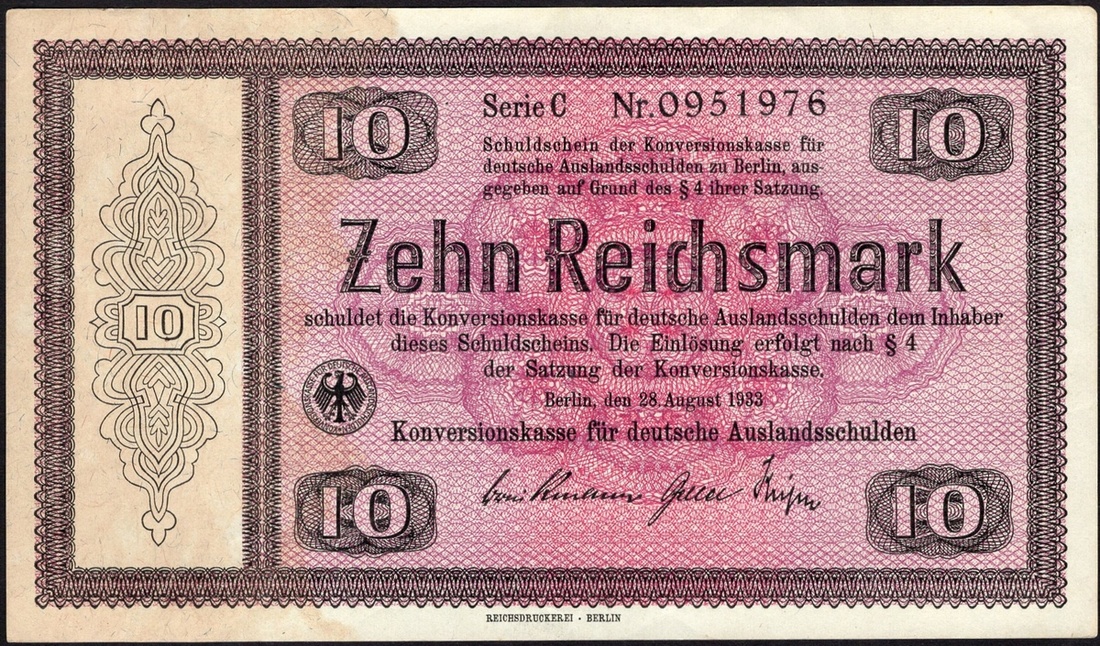 10 Serie C Nr. 0951976 10
Schuldschein der Konversionskasse für
deutsche Auslandsschulden zu Berlin, aus-
gegeben auf Grund des § 4 ihrer Satzung.
Zehn Reichsmark
schuldet die Konversionskasse für deutsche Auslandsschulden dem Inhaber
10
dieses Schuldscheins. Die Einlösung erfolgt nach § 4
der Satzung der Konversionskasse.
Berlin, den 28. August 1933
Konversionskasse für deutsche Auslandsschulden
10 10
REICHSDRUCKEREI · BERLIN